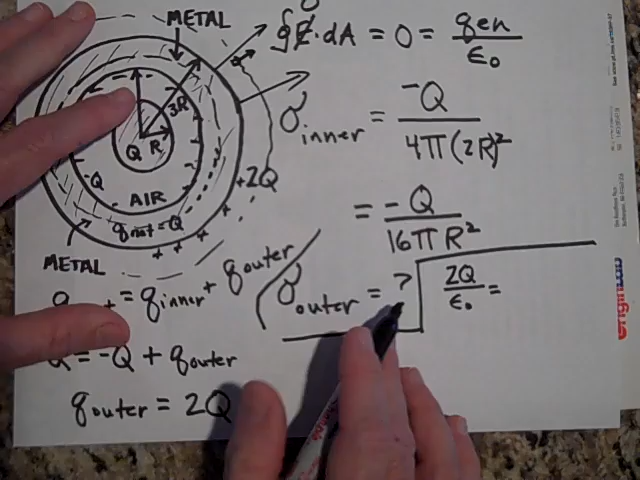 METAL
∮E·dA = 0 = qen/ε₀
3R
R
Q
-Q
AIR
qnet = Q
+2Q
METAL
σinner = -Q/4π(2R)²
= -Q/16πR²
= qinner + qouter
= -Q + qouter
qouter = 2Q
σouter = ?
2Q/ε₀ =
OriginLab